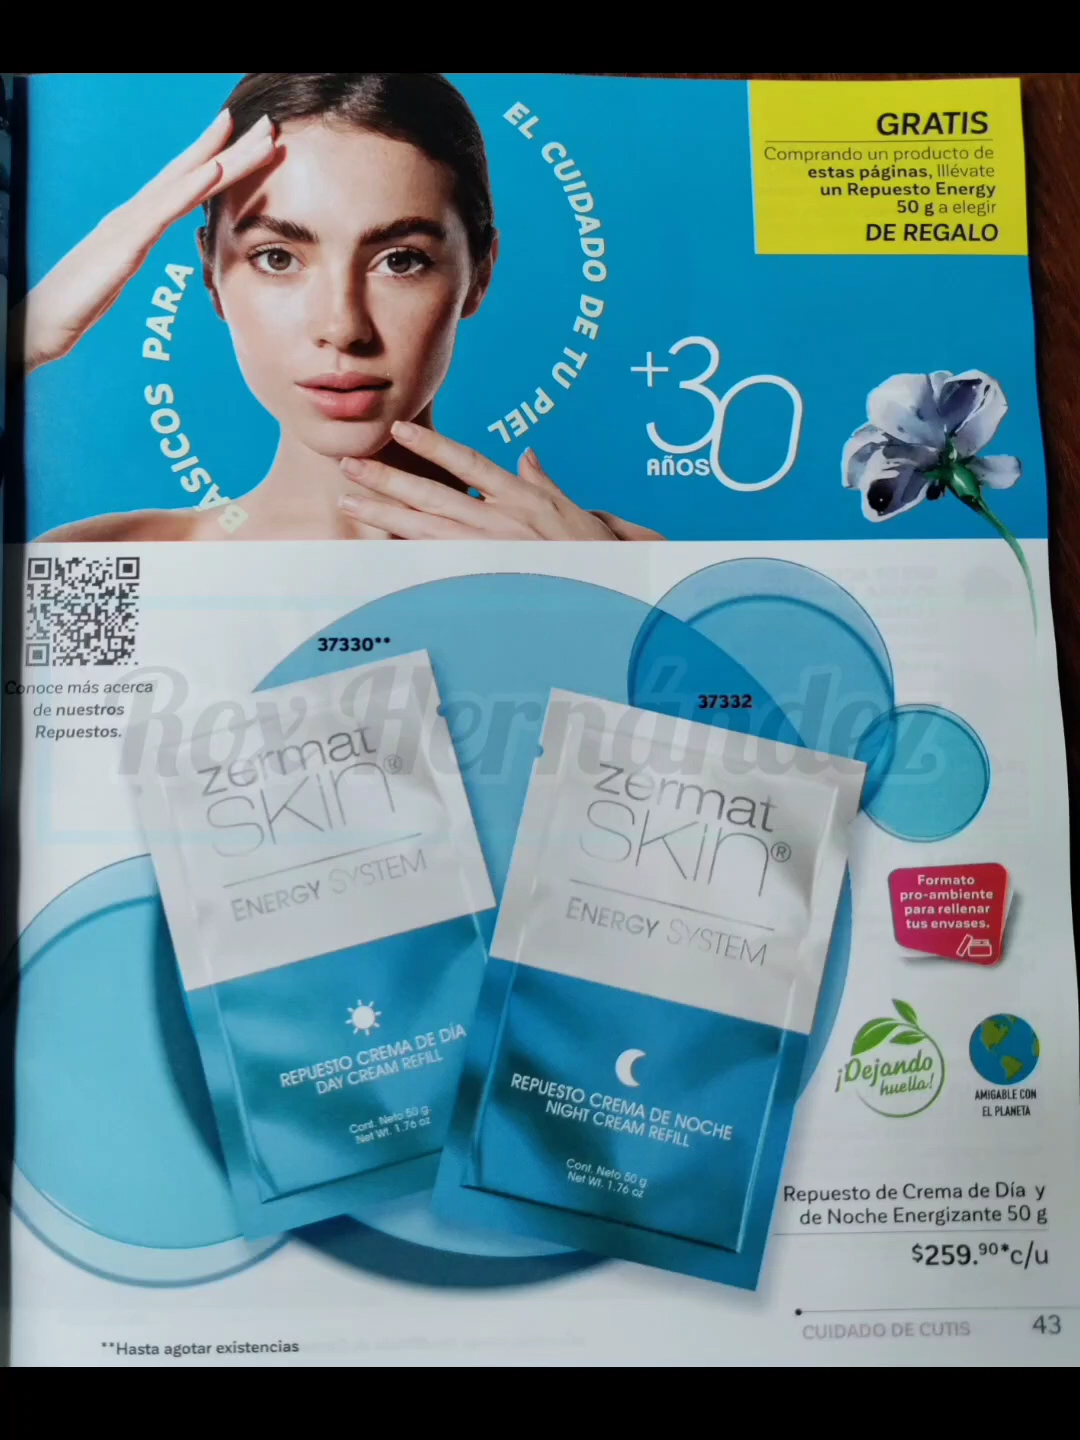 BÁSICOS PARA
EL CUIDADO DE TU PIEL
GRATIS
Comprando un producto de
estas páginas, lllévate
un Repuesto Energy
50 g a elegir
DE REGALO
+30
AÑOS
Conoce más acerca
de nuestros
Repuestos.
Roy Hernández
37330**
zermat
SKIN®
ENERGY SYSTEM
REPUESTO CREMA DE DÍA
DAY CREAM REFILL
Cont. Neto 50 g.
Net Wt. 1.76 oz
37332
zermat
SKIN®
ENERGY SYSTEM
REPUESTO CREMA DE NOCHE
NIGHT CREAM REFILL
Cont. Neto 50 g
Net Wt. 1.76 oz
Formato
pro-ambiente
para rellenar
tus envases.
¡Dejando
huella!
AMIGABLE CON
EL PLANETA
Repuesto de Crema de Día y
de Noche Energizante 50 g
$259.90*c/u
CUIDADO DE CUTIS 43
**Hasta agotar existencias